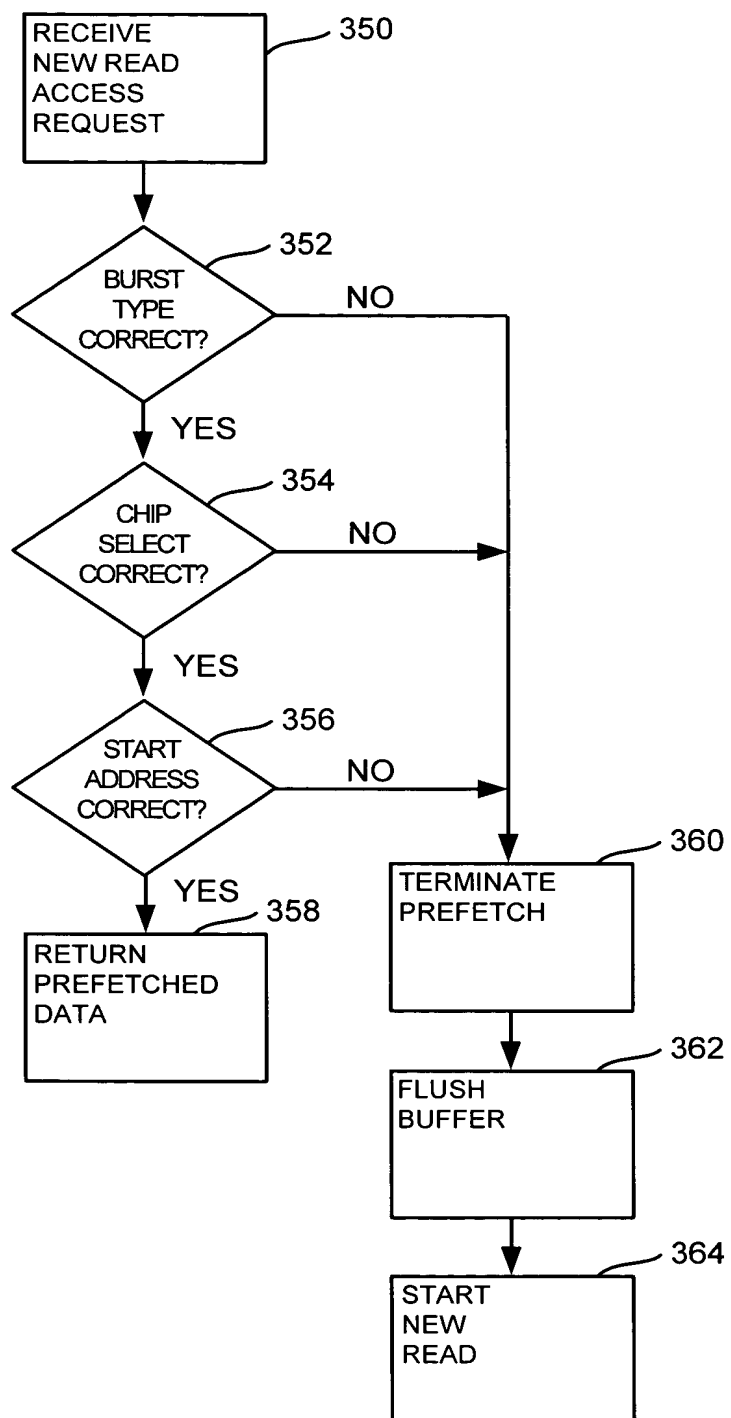 RECEIVE
NEW READ
ACCESS
REQUEST
350
BURST
TYPE
CORRECT?
352
NO
YES
CHIP
SELECT
CORRECT?
354
NO
YES
START
ADDRESS
CORRECT?
356
NO
YES
RETURN
PREFETCHED
DATA
358
TERMINATE
PREFETCH
360
FLUSH
BUFFER
362
START
NEW
READ
364